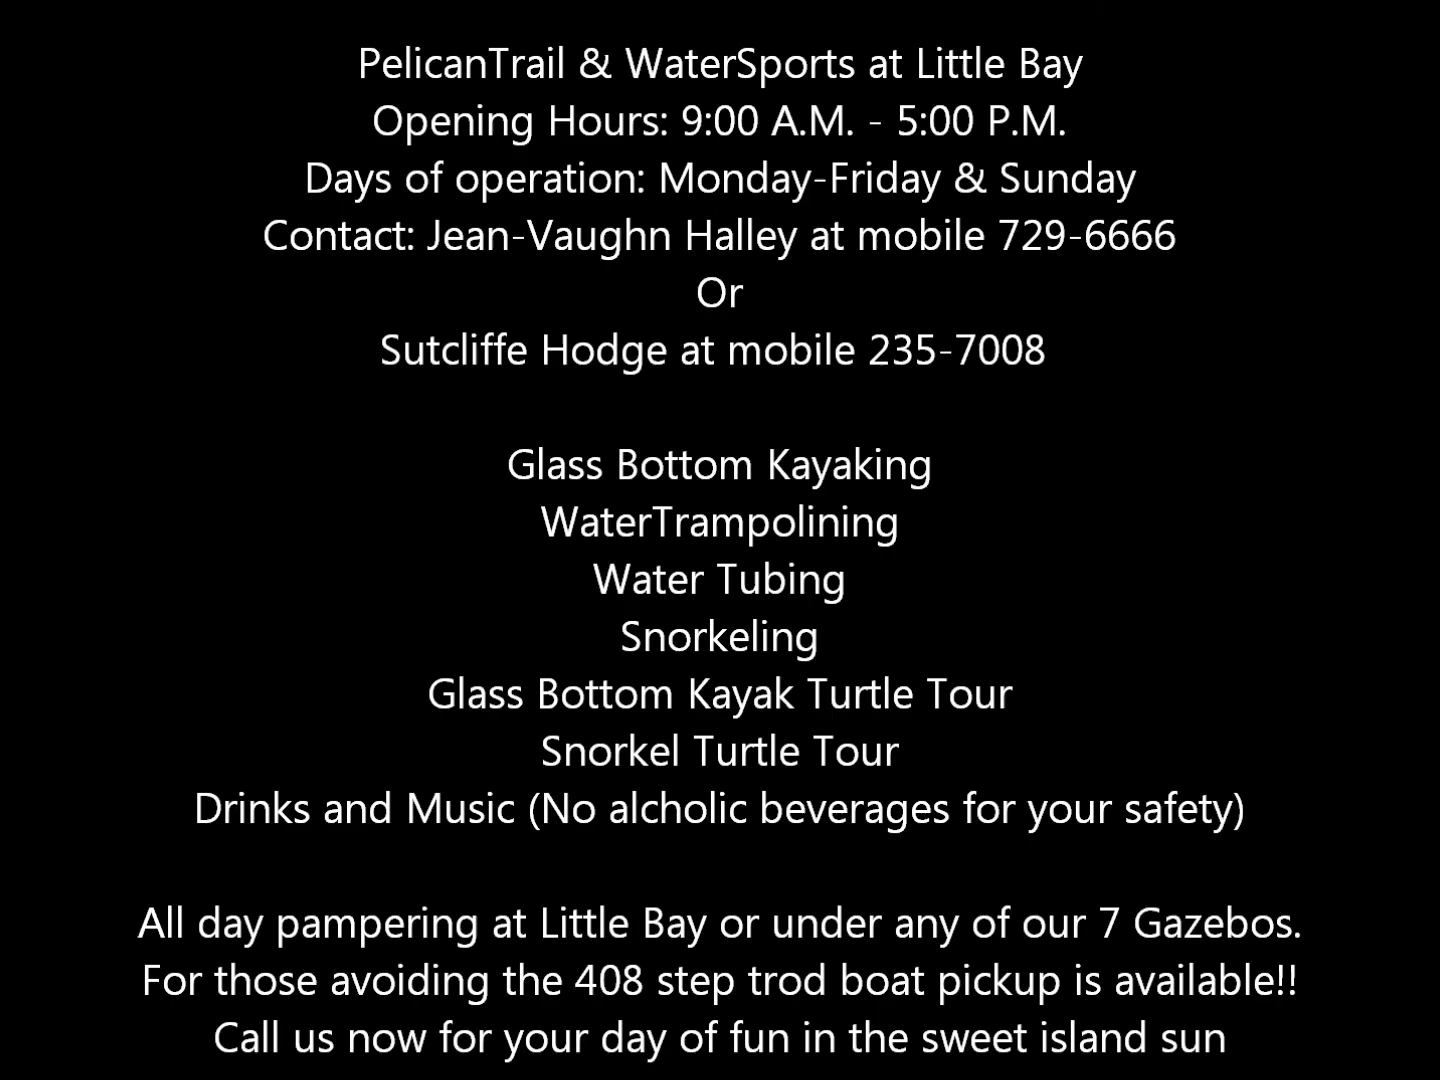 PelicanTrail & WaterSports at Little Bay
Opening Hours: 9:00 A.M. - 5:00 P.M.
Days of operation: Monday-Friday & Sunday
Contact: Jean-Vaughn Halley at mobile 729-6666
Or
Sutcliffe Hodge at mobile 235-7008
Glass Bottom Kayaking
WaterTrampolining
Water Tubing
Snorkeling
Glass Bottom Kayak Turtle Tour
Snorkel Turtle Tour
Drinks and Music (No alcholic beverages for your safety)
All day pampering at Little Bay or under any of our 7 Gazebos.
For those avoiding the 408 step trod boat pickup is available!!
Call us now for your day of fun in the sweet island sun